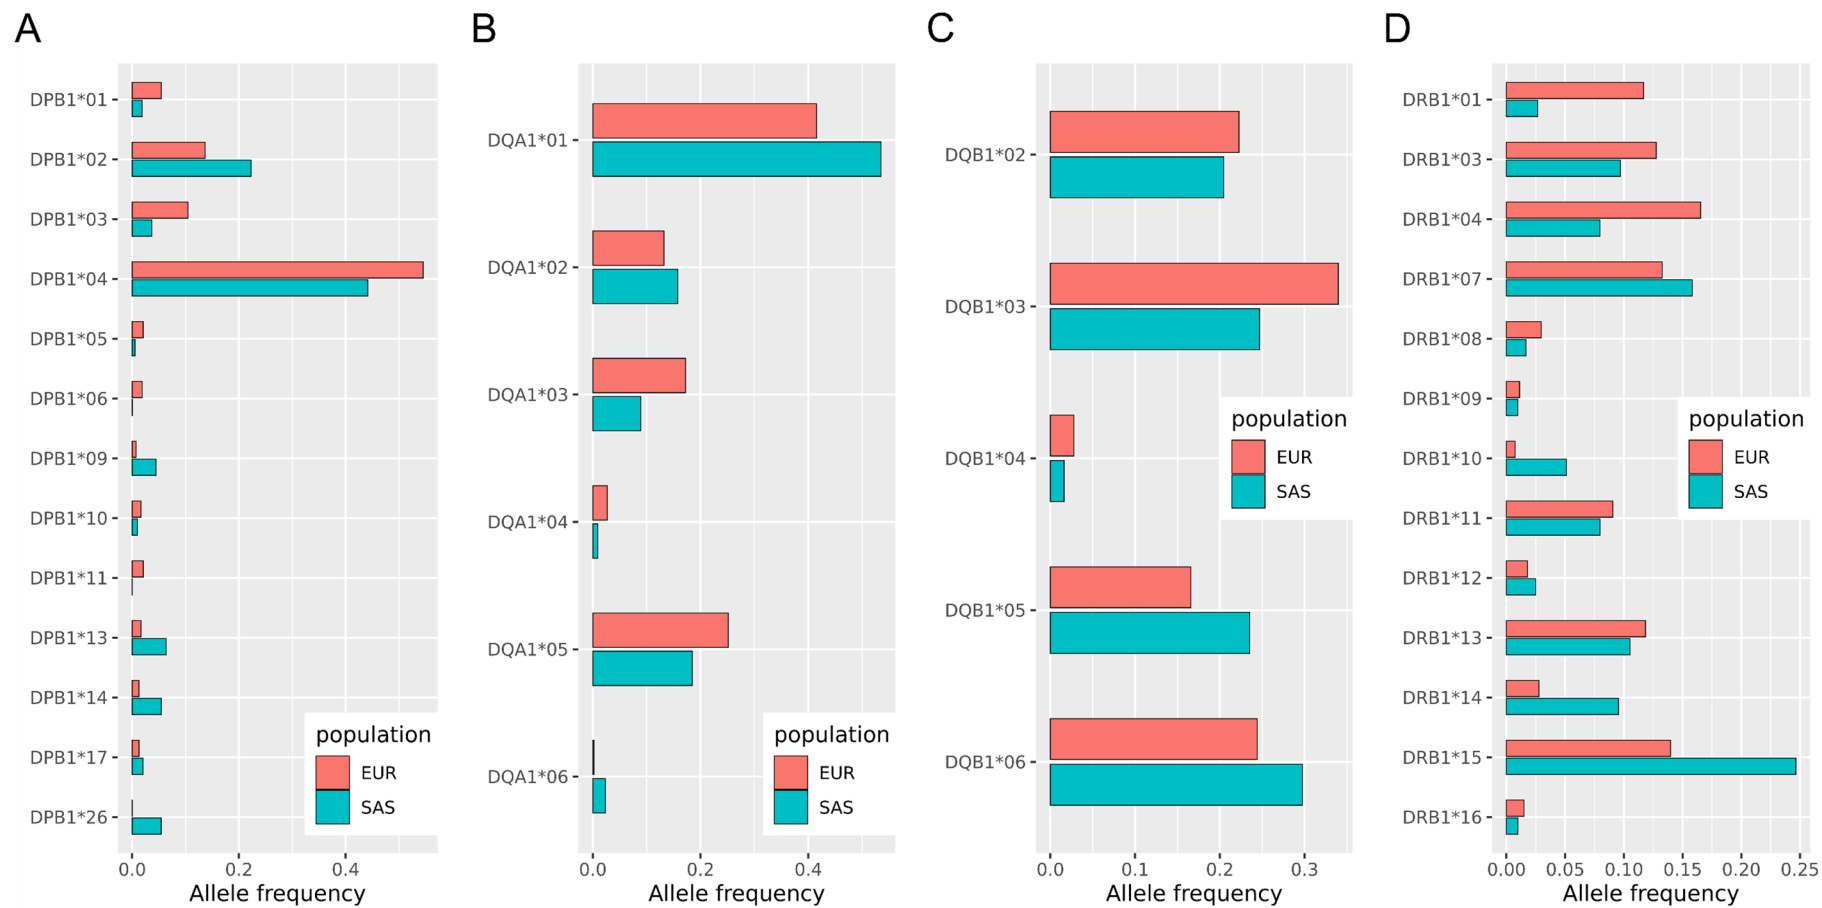 A
DPB1*01
DPB1*02
DPB1*03
DPB1*04
DPB1*05
DPB1*06
DPB1*09
DPB1*10
DPB1*11
DPB1*13
DPB1*14
DPB1*17
DPB1*26
population
EUR
SAS
0.0 0.2 0.4
Allele frequency
B
DQA1*01
DQA1*02
DQA1*03
DQA1*04
DQA1*05
DQA1*06
population
EUR
SAS
0.0 0.2 0.4
Allele frequency
C
DQB1*02
DQB1*03
DQB1*04
DQB1*05
DQB1*06
population
EUR
SAS
0.0 0.1 0.2 0.3
Allele frequency
D
DRB1*01
DRB1*03
DRB1*04
DRB1*07
DRB1*08
DRB1*09
DRB1*10
DRB1*11
DRB1*12
DRB1*13
DRB1*14
DRB1*15
DRB1*16
population
EUR
SAS
0.00 0.05 0.10 0.15 0.20 0.25
Allele frequency